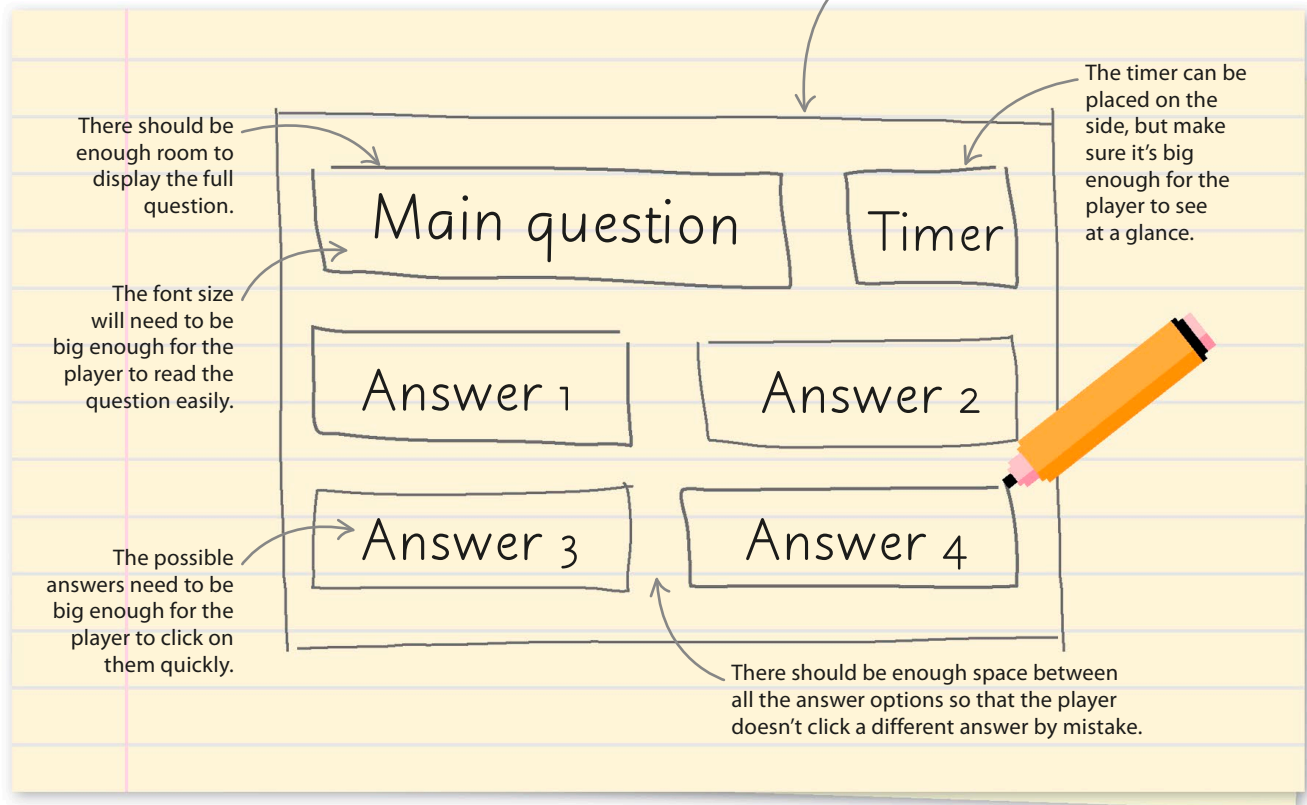 There should be
enough room to
display the full
question.
The timer can be
placed on the
side, but make
sure it's big
enough for the
player to see
at a glance.
Main question
Timer
The font size
will need to be
big enough for the
player to read the
question easily.
Answer 1
Answer 2
The possible
answers need to be
big enough for the
player to click on
them quickly.
Answer 3
Answer 4
There should be enough space between
all the answer options so that the player
doesn't click a different answer by mistake.